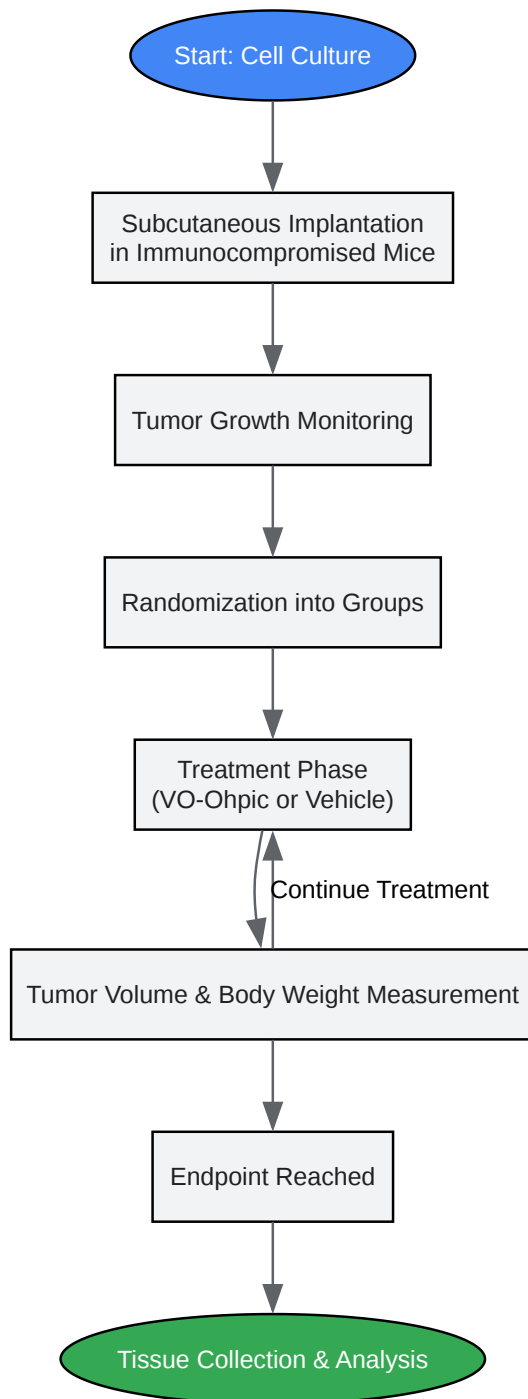 Start: Cell Culture
Subcutaneous Implantation
in Immunocompromised Mice
Tumor Growth Monitoring
Randomization into Groups
Treatment Phase
(VO-Ohpic or Vehicle)
Continue Treatment
Tumor Volume & Body Weight Measurement
Endpoint Reached
Tissue Collection & Analysis